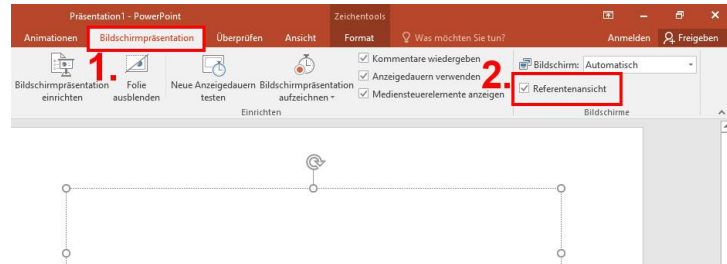 Präsentation1 - PowerPoint Zeichentools
Animationen Bildschirmpräsentation Überprüfen Ansicht Format Was möchten Sie tun? Anmelden Freigeben
1.
2.
Bildschirmpräsentation einrichten
Folie ausblenden
Neue Anzeigedauern testen
Bildschirmpräsentation aufzeichnen
Kommentare wiedergeben
Anzeigedauern verwenden
Mediensteuerelemente anzeigen
Einrichten
Bildschirm: Automatisch
Referentenansicht
Bildschirme